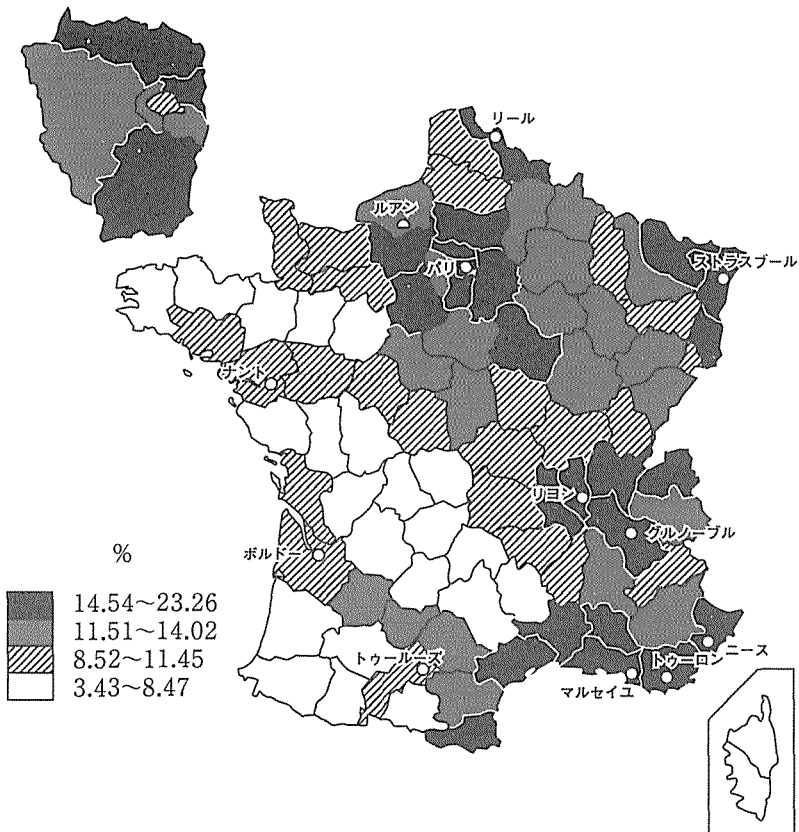 リール
ルアン
パリ
ストラスブール
ナント
リヨン
グルノーブル
ボルドー
%
14.54～23.26
11.51～14.02
8.52～11.45
3.43～8.47
トゥールーズ
ニース
トゥーロン
マルセイユ